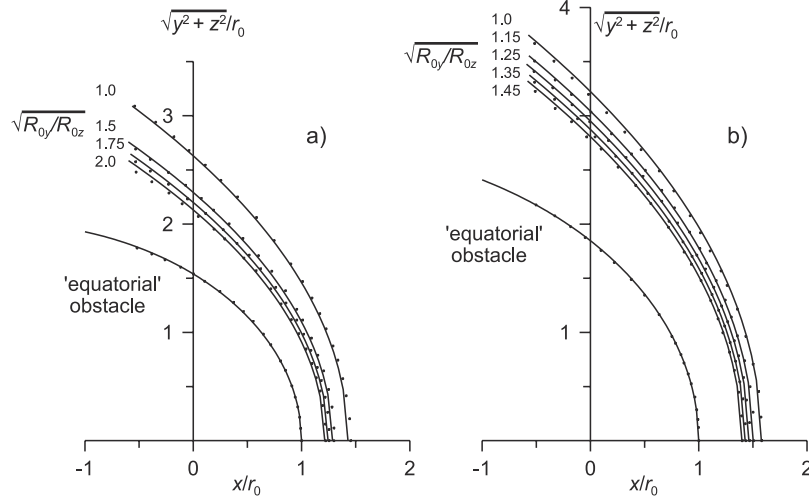 √y² + z²/r₀
a)
1.0
√R₀y/R₀z
1.5
1.75
2.0
3
2
1
'equatorial'
obstacle
-1 0 1 2
x/r₀
4
√y² + z²/r₀
b)
1.0
1.15
√R₀y/R₀z
1.25
1.35
1.45
'equatorial'
obstacle
1
-1 0 1 2
x/r₀